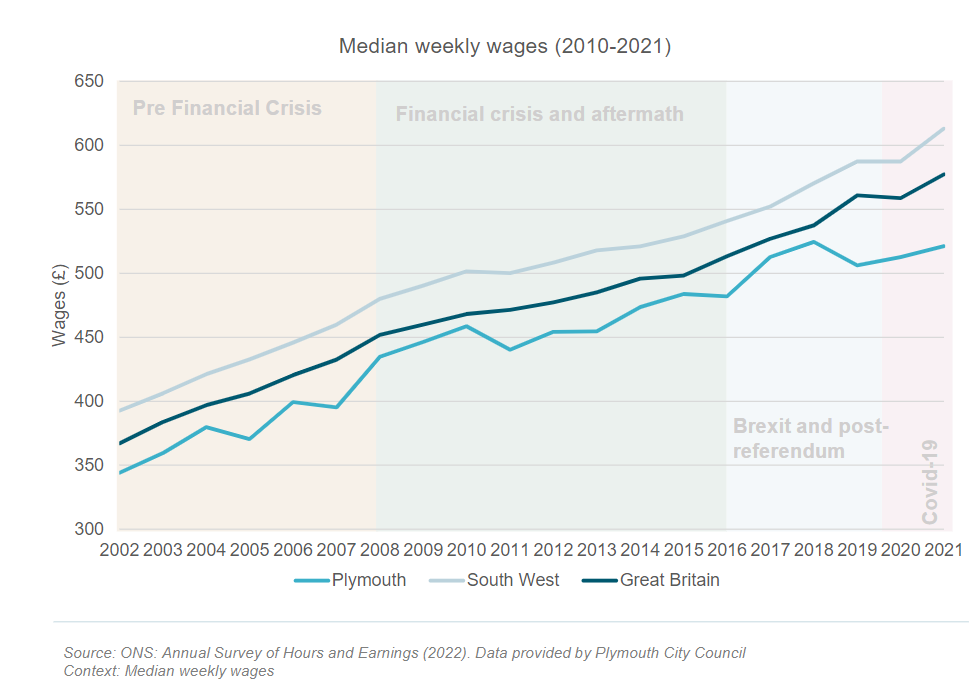 Median weekly wages (2010-2021)
650
600
550
500
450
400
350
300
Wages (£)
Pre Financial Crisis
Financial crisis and aftermath
Brexit and post-
referendum
Covid-19
2002 2003 2004 2005 2006 2007 2008 2009 2010 2011 2012 2013 2014 2015 2016 2017 2018 2019 2020 2021
Plymouth South West Great Britain
Source: ONS: Annual Survey of Hours and Earnings (2022). Data provided by Plymouth City Council
Context: Median weekly wages